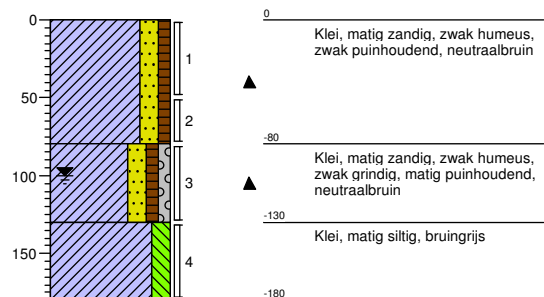 0
50
100
150
1
2
3
4
0
Klei, matig zandig, zwak humeus,
zwak puinhoudend, neutraalbruin
-80
Klei, matig zandig, zwak humeus,
zwak grindig, matig puinhoudend,
neutraalbruin
-130
Klei, matig siltig, bruingrijs
-180